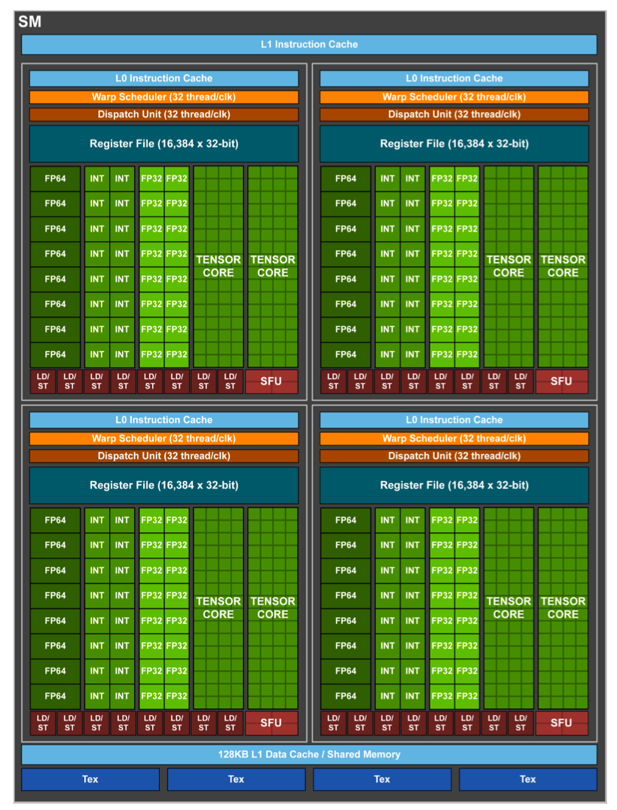 SM
L1 Instruction Cache
L0 Instruction Cache
Warp Scheduler (32 thread/clk)
Dispatch Unit (32 thread/clk)
Register File (16,384 x 32-bit)
FP64 INT INT FP32 FP32
FP64 INT INT FP32 FP32
FP64 INT INT FP32 FP32
FP64 INT INT FP32 FP32
FP64 INT INT FP32 FP32
FP64 INT INT FP32 FP32
FP64 INT INT FP32 FP32
FP64 INT INT FP32 FP32
TENSOR CORE
TENSOR CORE
LD/ LD/ LD/ LD/ LD/ LD/ LD/ LD/
ST ST ST ST ST ST ST ST
SFU
L0 Instruction Cache
Warp Scheduler (32 thread/clk)
Dispatch Unit (32 thread/clk)
Register File (16,384 x 32-bit)
FP64 INT INT FP32 FP32
FP64 INT INT FP32 FP32
FP64 INT INT FP32 FP32
FP64 INT INT FP32 FP32
FP64 INT INT FP32 FP32
FP64 INT INT FP32 FP32
FP64 INT INT FP32 FP32
FP64 INT INT FP32 FP32
TENSOR CORE
TENSOR CORE
LD/ LD/ LD/ LD/ LD/ LD/ LD/ LD/
ST ST ST ST ST ST ST ST
SFU
L0 Instruction Cache
Warp Scheduler (32 thread/clk)
Dispatch Unit (32 thread/clk)
Register File (16,384 x 32-bit)
FP64 INT INT FP32 FP32
FP64 INT INT FP32 FP32
FP64 INT INT FP32 FP32
FP64 INT INT FP32 FP32
FP64 INT INT FP32 FP32
FP64 INT INT FP32 FP32
FP64 INT INT FP32 FP32
FP64 INT INT FP32 FP32
TENSOR CORE
TENSOR CORE
LD/ LD/ LD/ LD/ LD/ LD/ LD/ LD/
ST ST ST ST ST ST ST ST
SFU
L0 Instruction Cache
Warp Scheduler (32 thread/clk)
Dispatch Unit (32 thread/clk)
Register File (16,384 x 32-bit)
FP64 INT INT FP32 FP32
FP64 INT INT FP32 FP32
FP64 INT INT FP32 FP32
FP64 INT INT FP32 FP32
FP64 INT INT FP32 FP32
FP64 INT INT FP32 FP32
FP64 INT INT FP32 FP32
FP64 INT INT FP32 FP32
TENSOR CORE
TENSOR CORE
LD/ LD/ LD/ LD/ LD/ LD/ LD/ LD/
ST ST ST ST ST ST ST ST
SFU
128KB L1 Data Cache / Shared Memory
Tex Tex Tex Tex